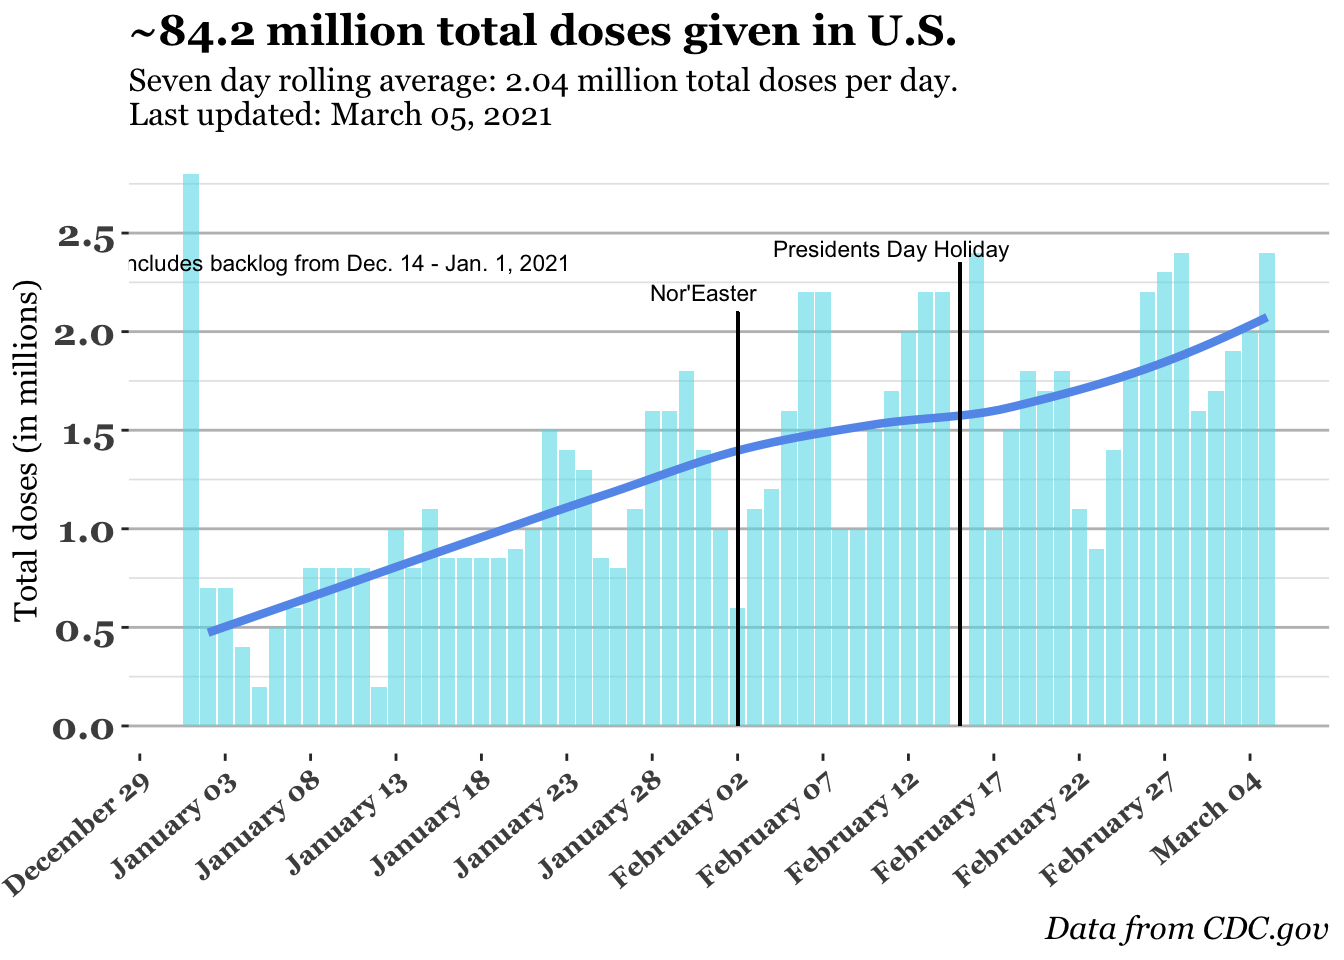 ~84.2 million total doses given in U.S.
Seven day rolling average: 2.04 million total doses per day.
Last updated: March 05, 2021
Total doses (in millions)
2.5
2.0
1.5
1.0
0.5
0.0
ncludes backlog from Dec. 14 - Jan. 1, 2021
Nor'Easter
Presidents Day Holiday
December 29
January 03
January 08
January 13
January 18
January 23
January 28
February 02
February 07
February 12
February 17
February 22
February 27
March 04
Data from CDC.gov